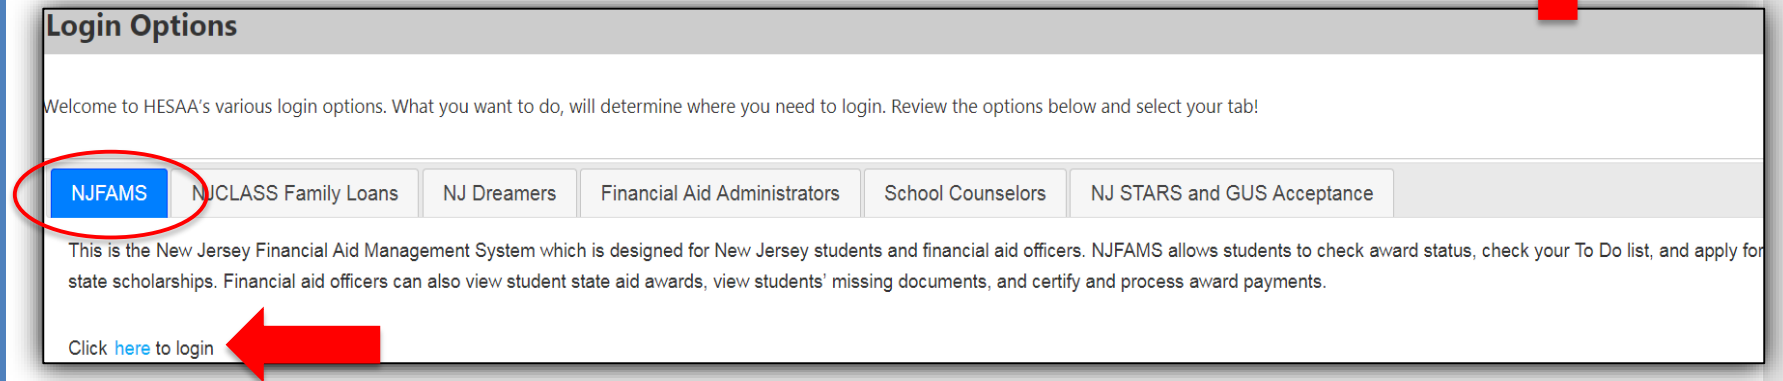 Login Options
Welcome to HESAA's various login options. What you want to do, will determine where you need to login. Review the options below and select your tab!
NJFAMS NJCLASS Family Loans NJ Dreamers Financial Aid Administrators School Counselors NJ STARS and GUS Acceptance
This is the New Jersey Financial Aid Management System which is designed for New Jersey students and financial aid officers. NJFAMS allows students to check award status, check your To Do list, and apply for
state scholarships. Financial aid officers can also view student state aid awards, view students' missing documents, and certify and process award payments.
Click here to login